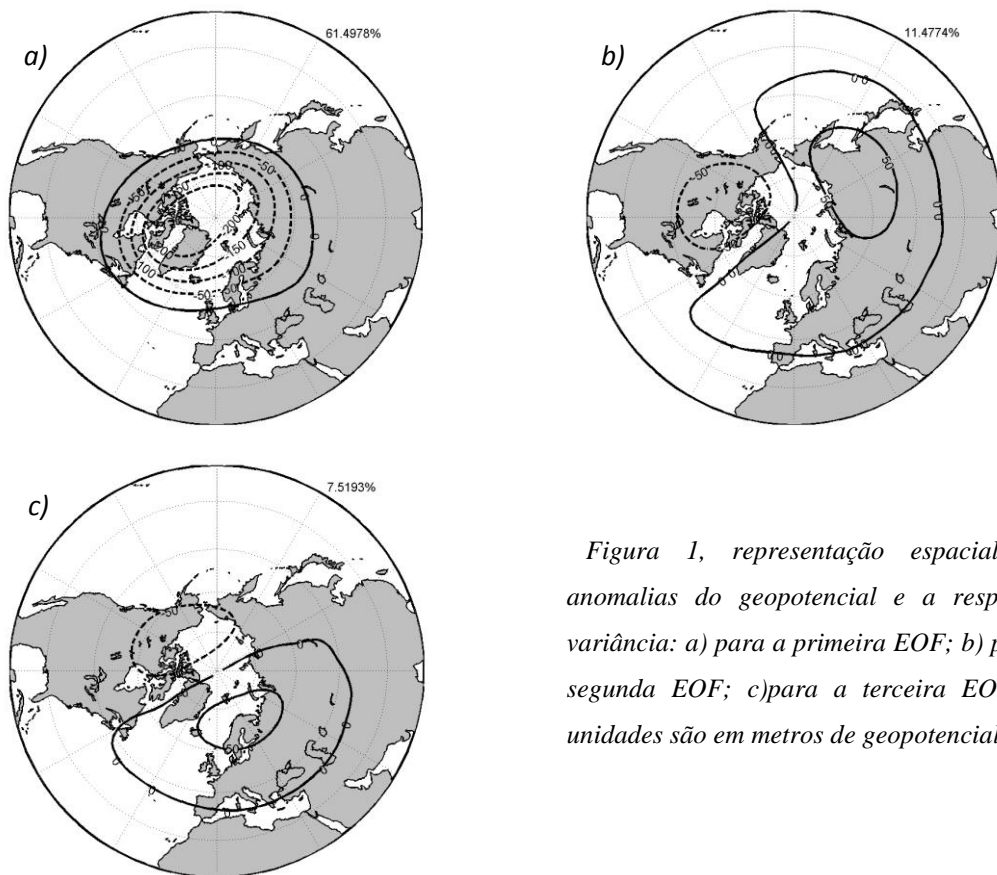 61.4978%
a)
11.4774%
b)
7.5193%
c)
Figura 1, representação espacial
anomalias do geopotencial e a resp
variância: a) para a primeira EOF; b) p
segunda EOF; c)para a terceira EO
unidades são em metros de geopotencial